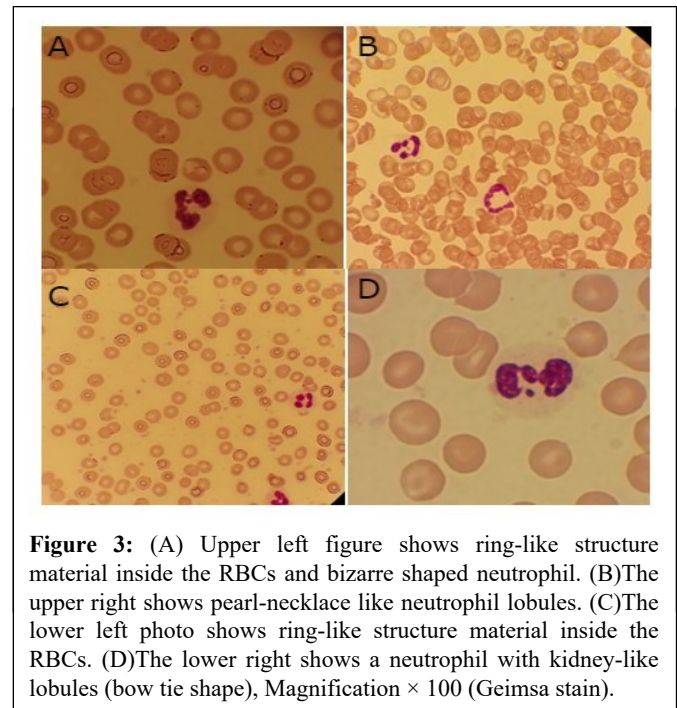 A
B
C
D
Figure 3: (A) Upper left figure shows ring-like structure
material inside the RBCs and bizarre shaped neutrophil. (B)The
upper right shows pearl-necklace like neutrophil lobules. (C)The
lower left photo shows ring-like structure material inside the
RBCs. (D)The lower right shows a neutrophil with kidney-like
lobules (bow tie shape), Magnification × 100 (Geimsa stain).